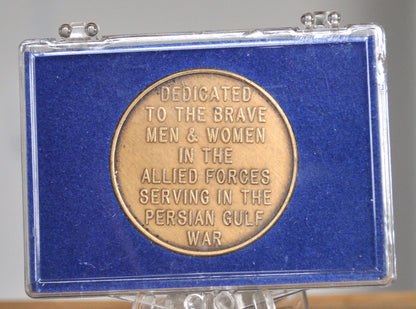 DEDICATED
TO THE BRAVE
MEN & WOMEN
IN THE
ALLIED FORCES
SERVING IN THE
PERSIAN GULF
WAR